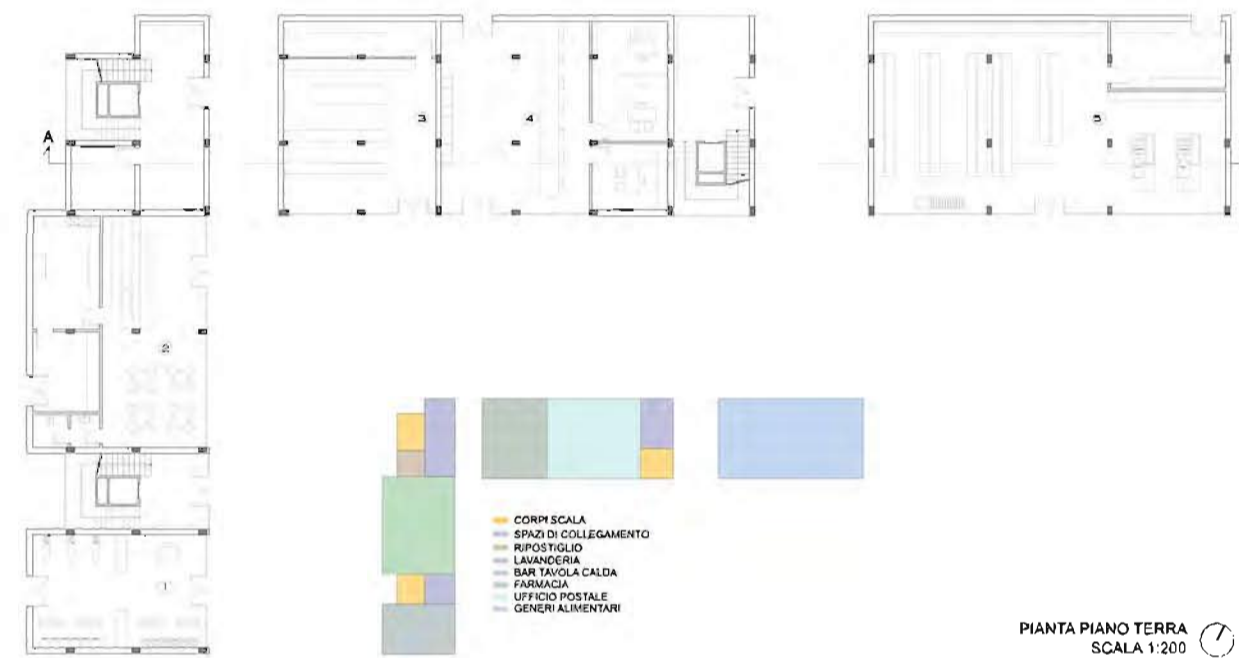 A
3
4
5
2
1
CORPI SCALA
SPAZI DI COLLEGAMENTO
RIPOSTIGLIO
LAVANDERIA
BAR TAVOLA CALDA
FARMACIA
UFFICIO POSTALE
GENERI ALIMENTARI
PIANTA PIANO TERRA
SCALA 1:200